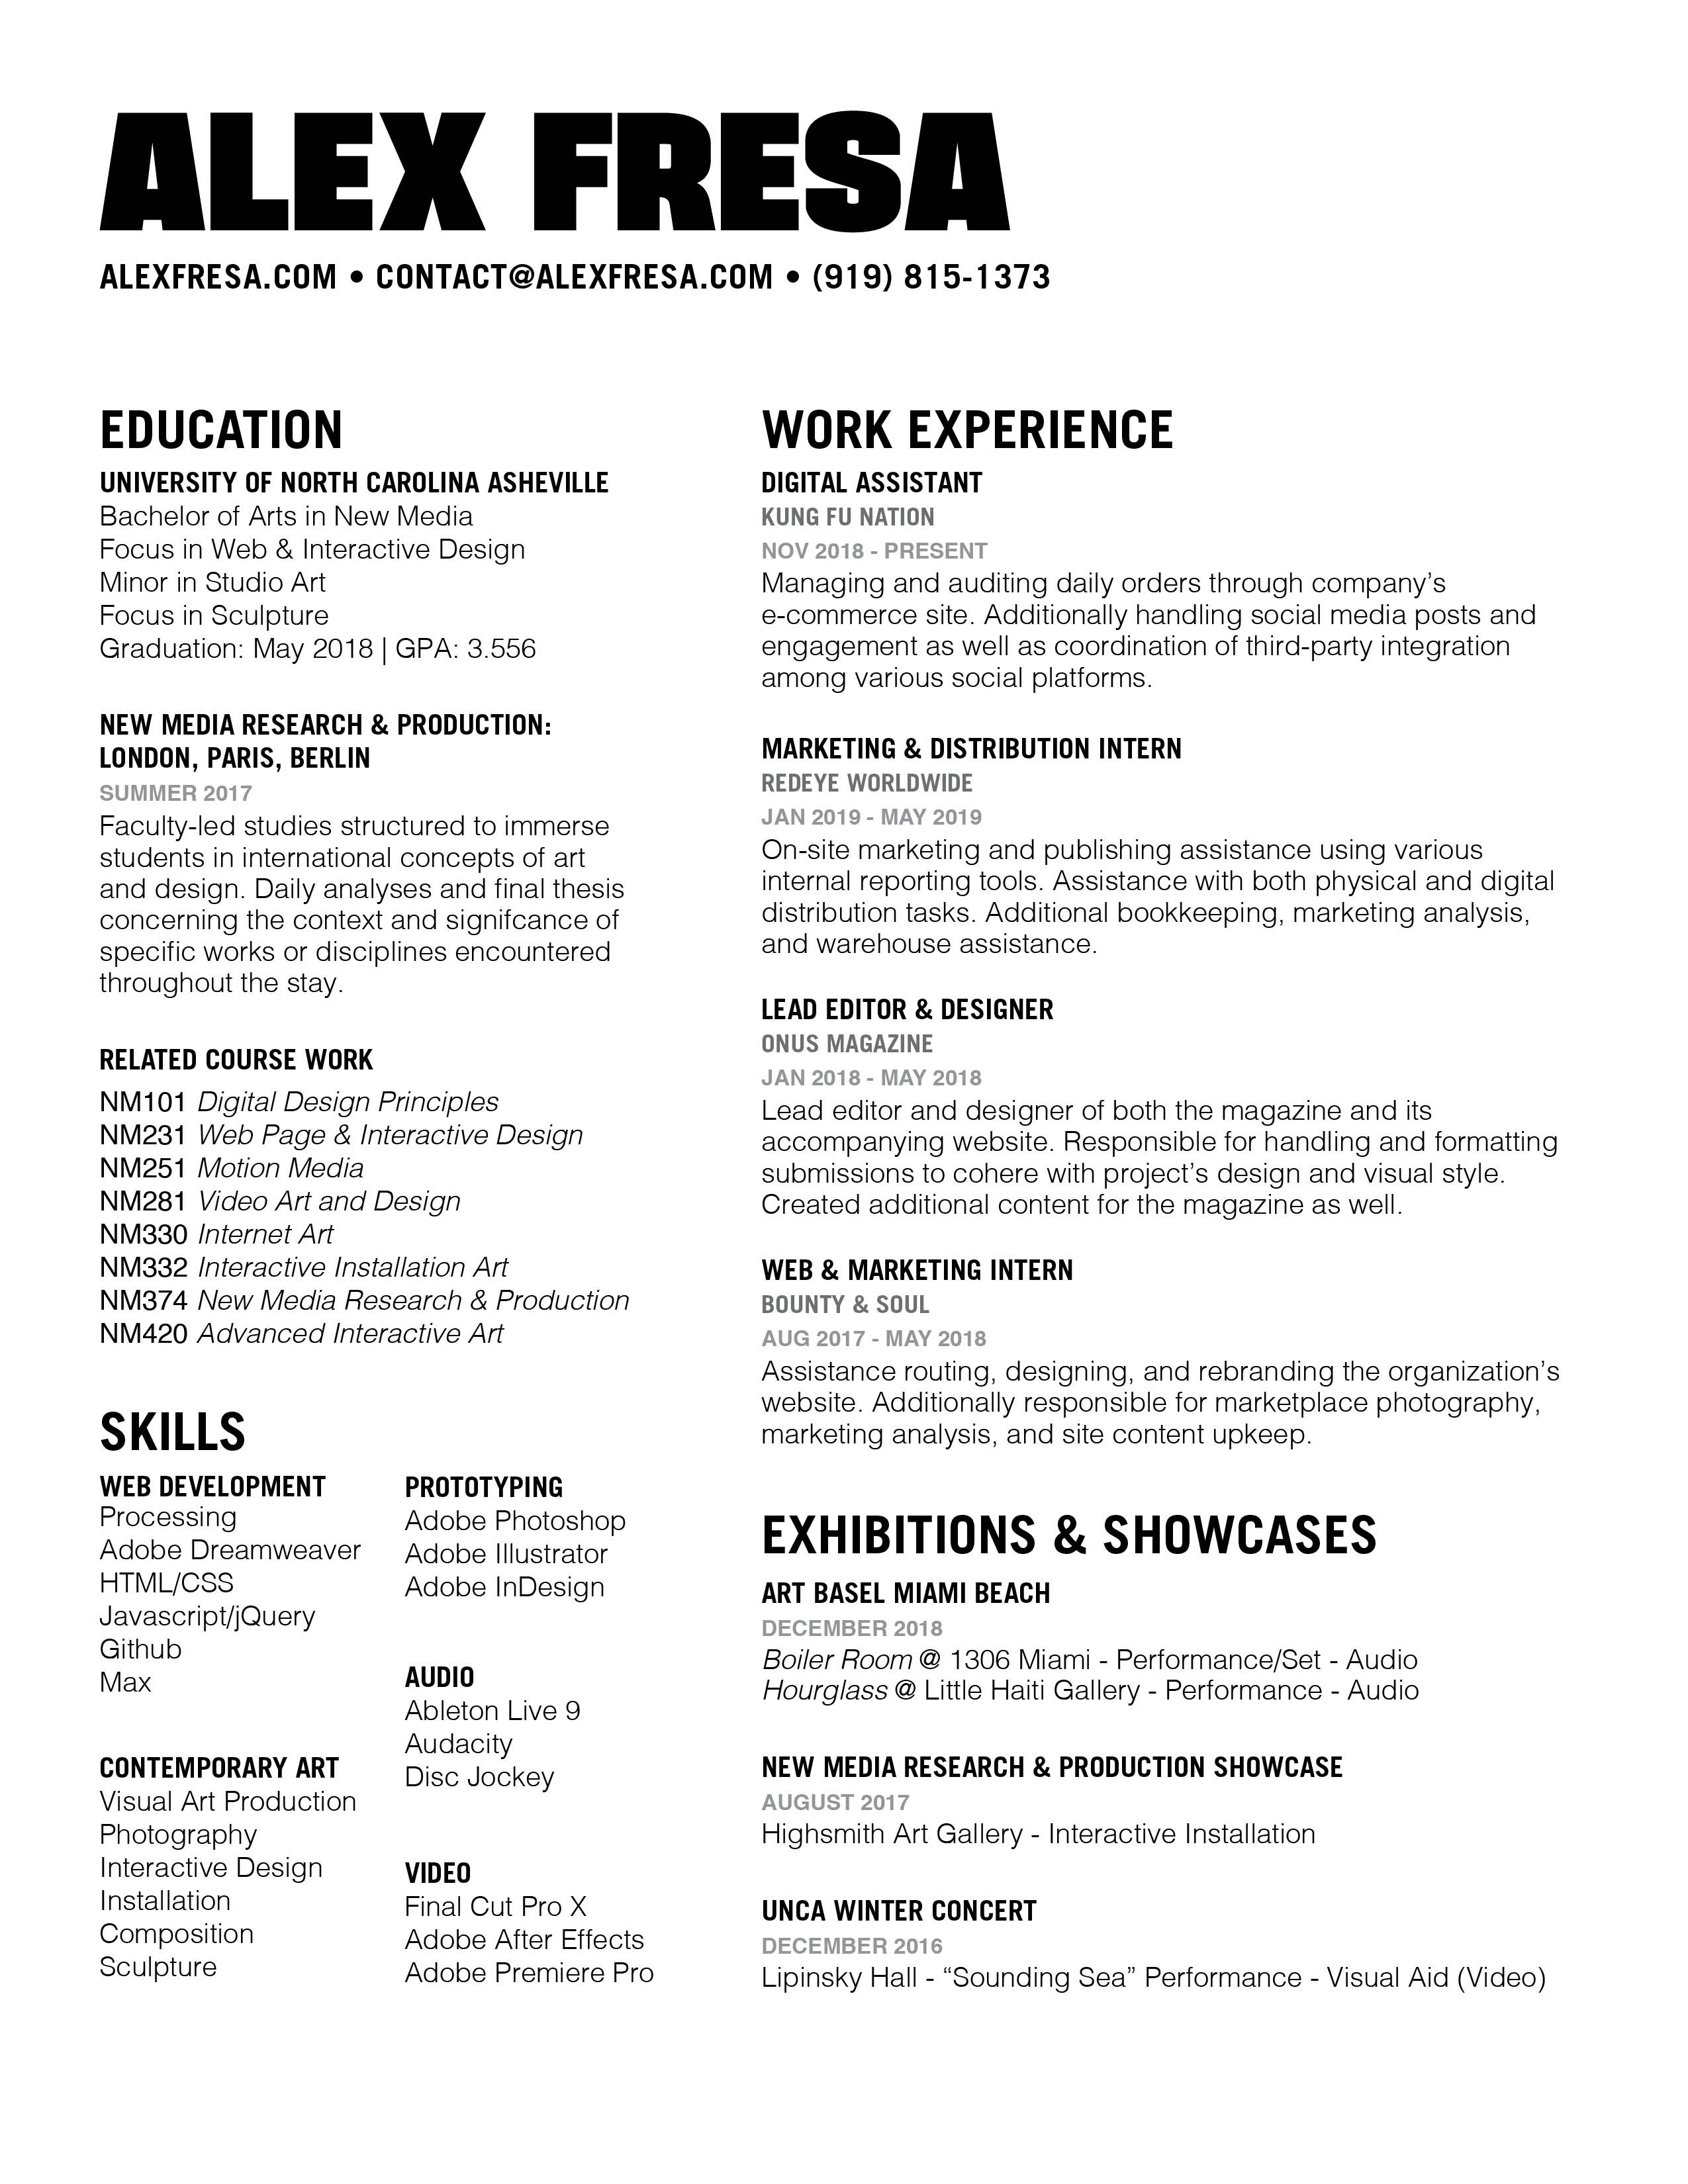 ALEX FRESA
ALEXFRESA.COM • CONTACT@ALEXFRESA.COM • (919) 815-1373
EDUCATION
UNIVERSITY OF NORTH CAROLINA ASHEVILLE
Bachelor of Arts in New Media
Focus in Web & Interactive Design
Minor in Studio Art
Focus in Sculpture
Graduation: May 2018 | GPA: 3.556
NEW MEDIA RESEARCH & PRODUCTION:
LONDON, PARIS, BERLIN
SUMMER 2017
Faculty-led studies structured to immerse
students in international concepts of art
and design. Daily analyses and final thesis
concerning the context and signifcance of
specific works or disciplines encountered
throughout the stay.
RELATED COURSE WORK
NM101 Digital Design Principles
NM231 Web Page & Interactive Design
NM251 Motion Media
NM281 Video Art and Design
NM330 Internet Art
NM332 Interactive Installation Art
NM374 New Media Research & Production
NM420 Advanced Interactive Art
SKILLS
WEB DEVELOPMENT
Processing
Adobe Dreamweaver
HTML/CSS
Javascript/jQuery
Github
Max
CONTEMPORARY ART
Visual Art Production
Photography
Interactive Design
Installation
Composition
Sculpture
PROTOTYPING
Adobe Photoshop
Adobe Illustrator
Adobe InDesign
AUDIO
Ableton Live 9
Audacity
Disc Jockey
VIDEO
Final Cut Pro X
Adobe After Effects
Adobe Premiere Pro
WORK EXPERIENCE
DIGITAL ASSISTANT
KUNG FU NATION
NOV 2018 - PRESENT
Managing and auditing daily orders through company’s
e-commerce site. Additionally handling social media posts and
engagement as well as coordination of third-party integration
among various social platforms.
MARKETING & DISTRIBUTION INTERN
REDEYE WORLDWIDE
JAN 2019 - MAY 2019
On-site marketing and publishing assistance using various
internal reporting tools. Assistance with both physical and digital
distribution tasks. Additional bookkeeping, marketing analysis,
and warehouse assistance.
LEAD EDITOR & DESIGNER
ONUS MAGAZINE
JAN 2018 - MAY 2018
Lead editor and designer of both the magazine and its
accompanying website. Responsible for handling and formatting
submissions to cohere with project’s design and visual style.
Created additional content for the magazine as well.
WEB & MARKETING INTERN
BOUNTY & SOUL
AUG 2017 - MAY 2018
Assistance routing, designing, and rebranding the organization’s
website. Additionally responsible for marketplace photography,
marketing analysis, and site content upkeep.
EXHIBITIONS & SHOWCASES
ART BASEL MIAMI BEACH
DECEMBER 2018
Boiler Room @ 1306 Miami - Performance/Set - Audio
Hourglass @ Little Haiti Gallery - Performance - Audio
NEW MEDIA RESEARCH & PRODUCTION SHOWCASE
AUGUST 2017
Highsmith Art Gallery - Interactive Installation
UNCA WINTER CONCERT
DECEMBER 2016
Lipinsky Hall - “Sounding Sea” Performance - Visual Aid (Video)